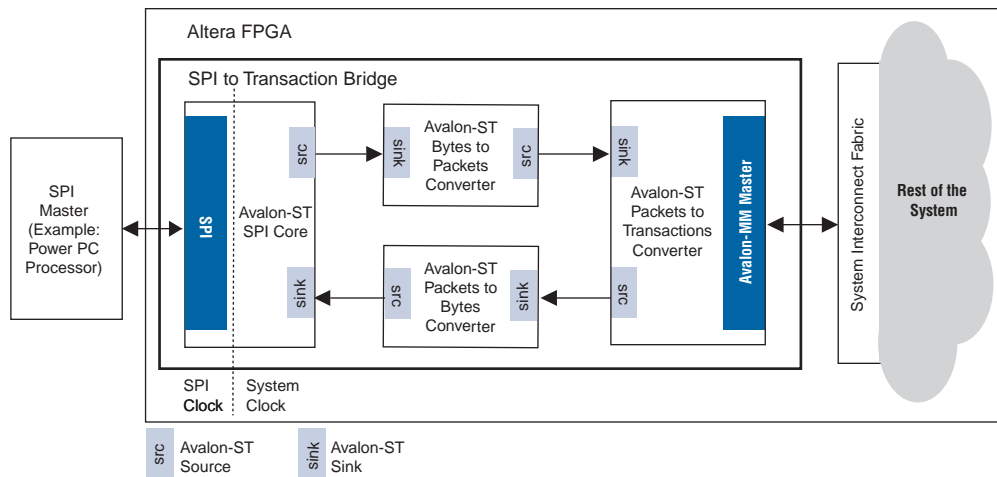 Altera FPGA
SPI to Transaction Bridge
SPI
Master
(Example:
Power PC
Processor)
SPI
Avalon-ST
SPI Core
src
sink
sink
Avalon-ST
Bytes to
Packets
Converter
src
src
Avalon-ST
Packets to
Bytes
Converter
sink
sink
Avalon-ST
Packets to
Transactions
Converter
src
Avalon-MM Master
System Interconnect Fabric
Rest of the
System
SPI
Clock
System
Clock
src
Avalon-ST
Source
sink
Avalon-ST
Sink